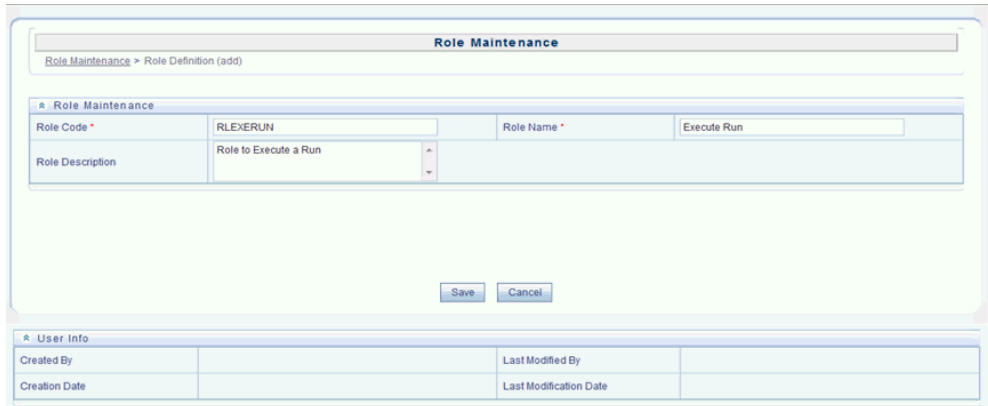 Role Maintenance
Role Maintenance > Role Definition (add)
Role Maintenance
Role Code * RLEXERUN Role Name * Execute Run
Role Description Role to Execute a Run
Save Cancel
User Info
Created By Last Modified By
Creation Date Last Modification Date